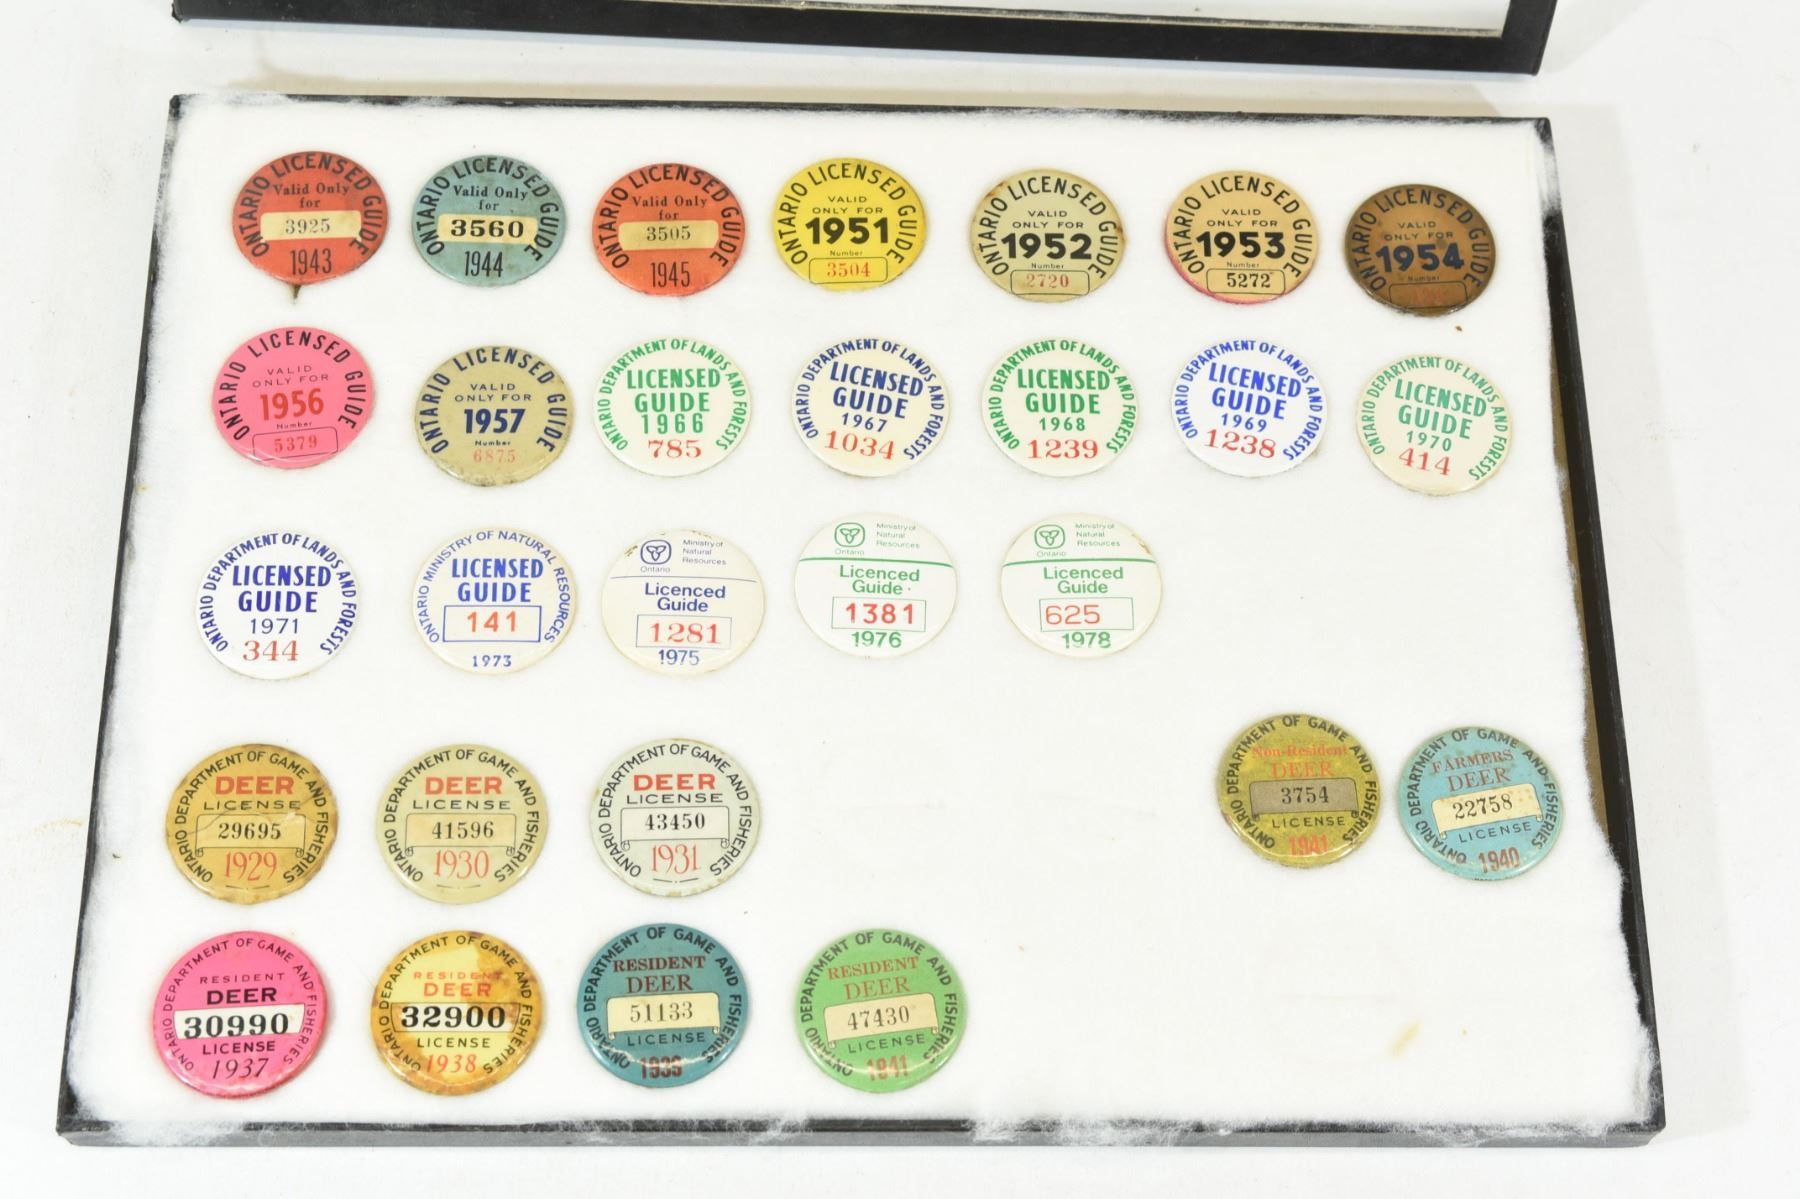 ONTARIO LICENSED GUIDE
Valid Only
for
3925
1943
ONTARIO LICENSED GUIDE
Valid Only
for
3560
1944
ONTARIO LICENSED GUIDE
Valid Only
for
3505
1945
ONTARIO LICENSED GUIDE
VALID
ONLY FOR
1951
Number
3504
ONTARIO LICENSED GUIDE
VALID
ONLY FOR
1952
Number
2720
ONTARIO LICENSED GUIDE
VALID
ONLY FOR
1953
Number
5272
ONTARIO LICENSED GUIDE
VALID
ONLY FOR
1954
Number
ONTARIO LICENSED GUIDE
VALID
ONLY FOR
1956
Number
5379
ONTARIO LICENSED GUIDE
VALID
ONLY FOR
1957
Number
6875
ONTARIO DEPARTMENT OF LANDS AND FORESTS
LICENSED
GUIDE
1966
785
ONTARIO DEPARTMENT OF LANDS AND FORESTS
LICENSED
GUIDE
1967
1034
ONTARIO DEPARTMENT OF LANDS AND FORESTS
LICENSED
GUIDE
1968
1239
ONTARIO DEPARTMENT OF LANDS AND FORESTS
LICENSED
GUIDE
1969
1238
ONTARIO DEPARTMENT OF LANDS AND FORESTS
LICENSED
GUIDE
1970
414
ONTARIO DEPARTMENT OF LANDS AND FORESTS
LICENSED
GUIDE
1971
344
ONTARIO MINISTRY OF NATURAL RESOURCES
LICENSED
GUIDE
141
1973
Ministry of
Natural
Resources
Ontario
Licenced
Guide
1281
1975
Ministry of
Natural
Resources
Ontario
Licenced
Guide
1381
1976
Ministry of
Natural
Resources
Ontario
Licenced
Guide
625
1978
ONTARIO DEPARTMENT OF GAME AND FISHERIES
DEER
LICENSE
29695
1929
ONTARIO DEPARTMENT OF GAME AND FISHERIES
DEER
LICENSE
41596
1930
ONTARIO DEPARTMENT OF GAME AND FISHERIES
DEER
LICENSE
43450
1931
ONTARIO DEPARTMENT OF GAME AND FISHERIES
Non-Resident
DEER
3754
LICENSE
1941
ONTARIO DEPARTMENT OF GAME AND FISHERIES
FARMERS
DEER
22758
LICENSE
1940
ONTARIO DEPARTMENT OF GAME AND FISHERIES
RESIDENT
DEER
30990
LICENSE
1937
ONTARIO DEPARTMENT OF GAME AND FISHERIES
RESIDENT
DEER
32900
LICENSE
1938
ONTARIO DEPARTMENT OF GAME AND FISHERIES
RESIDENT
DEER
51133
LICENSE
1939
ONTARIO DEPARTMENT OF GAME AND FISHERIES
RESIDENT
DEER
47430
LICENSE
1941